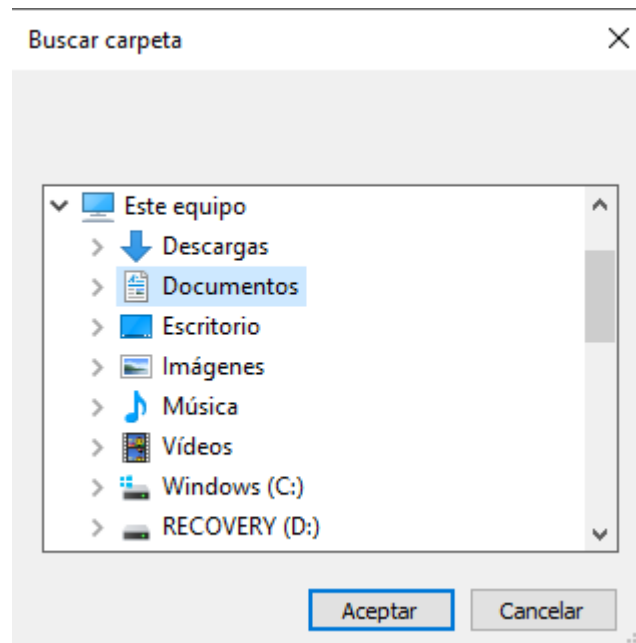 Buscar carpeta
Este equipo
Descargas
Documentos
Escritorio
Imágenes
Música
Vídeos
Windows (C:)
RECOVERY (D:)
Aceptar
Cancelar